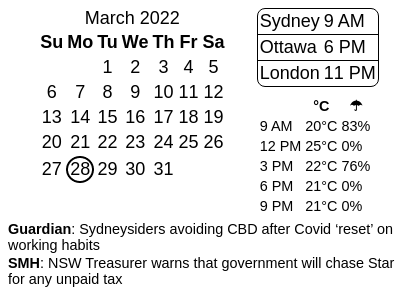 March 2022
Su Mo Tu We Th Fr Sa
1 2 3 4 5
6 7 8 9 10 11 12
13 14 15 16 17 18 19
20 21 22 23 24 25 26
27 28 29 30 31
Sydney 9 AM
Ottawa 6 PM
London 11 PM
°C ☂
9 AM 20°C 83%
12 PM 25°C 0%
3 PM 22°C 76%
6 PM 21°C 0%
9 PM 21°C 0%
Guardian: Sydneysiders avoiding CBD after Covid ‘reset’ on
working habits
SMH: NSW Treasurer warns that government will chase Star
for any unpaid tax